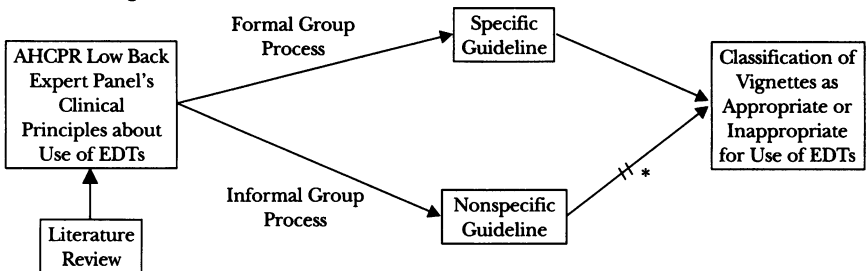 Formal Group
Process
Specific
Guideline
AHCPR Low Back
Expert Panel's
Clinical
Principles about
Use of EDTs
Classification of
Vignettes as
Appropriate or
Inappropriate
for Use of EDTs
*
Informal Group
Process
Nonspecific
Guideline
Literature
Review